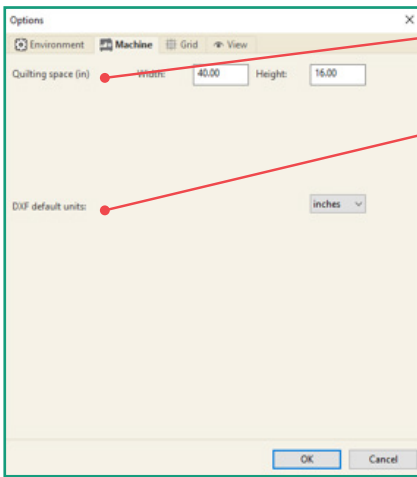 Options
Environment Machine Grid View
Quilting space (in) Width: 40.00 Height: 16.00
DXF default units: inches
OK Cancel